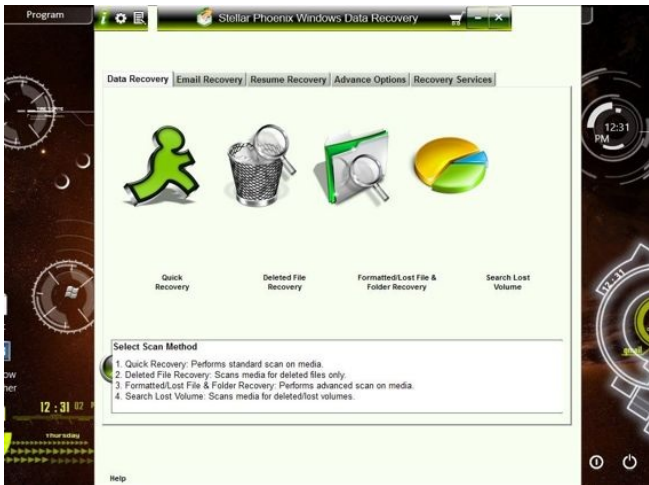 Program
Stellar Phoenix Windows Data Recovery
Data Recovery Email Recovery Resume Recovery Advance Options Recovery Services
12:31
PM
Quick
Recovery
Deleted File
Recovery
Formatted/Lost File &
Folder Recovery
Search Lost
Volume
12:31
gmail
Select Scan Method
1. Quick Recovery: Performs standard scan on media.
2. Deleted File Recovery: Scans media for deleted files only.
3. Formatted/Lost File & Folder Recovery: Performs advanced scan on media.
4. Search Lost Volume: Scans media for deleted/lost volumes.
12 : 31 02
Thursday
Help